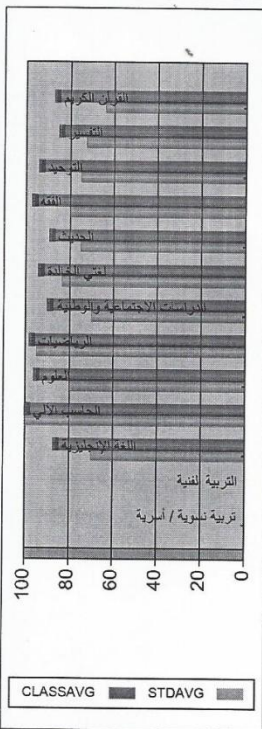 القرآن الكريم
التفسير
التوحيد
الفقه
الحديث
لغتي الخالدة
الدراسات الاجتماعية والوطنية
الرياضيات
العلوم
الحاسب الآلي
اللغة الإنجليزية
التربية الفنية
تربية نسوية / أسرية
100
80
60
40
20
0
CLASSAVG
STDAVG